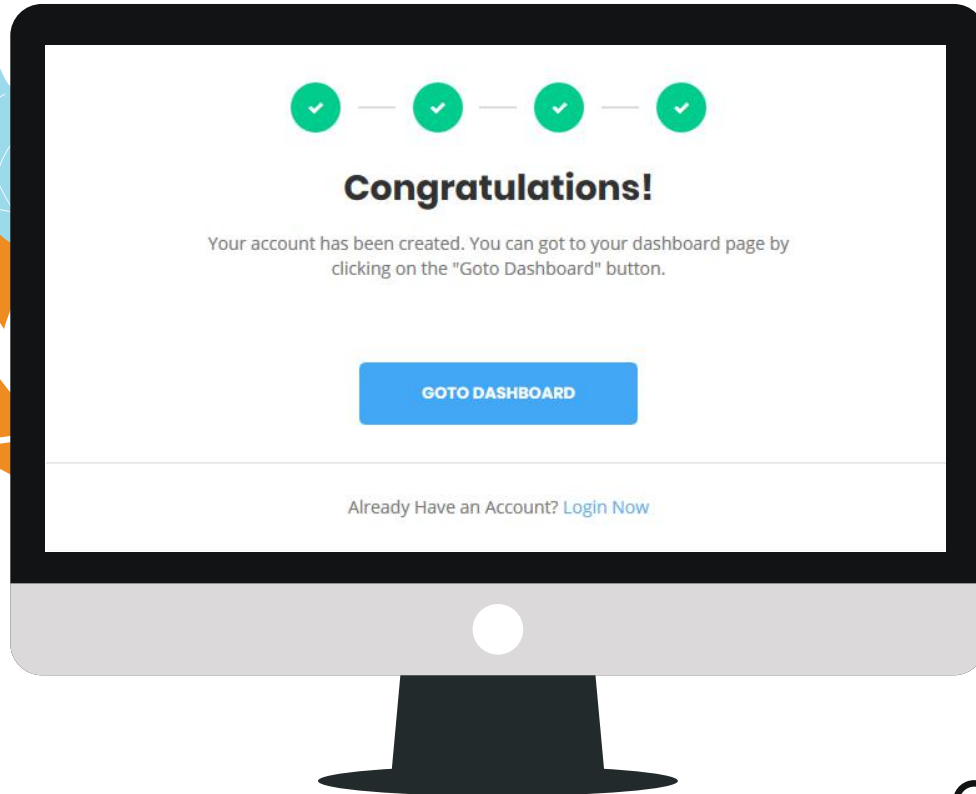 Congratulations!
Your account has been created. You can got to your dashboard page by
clicking on the "Goto Dashboard" button.
GOTO DASHBOARD
Already Have an Account? Login Now